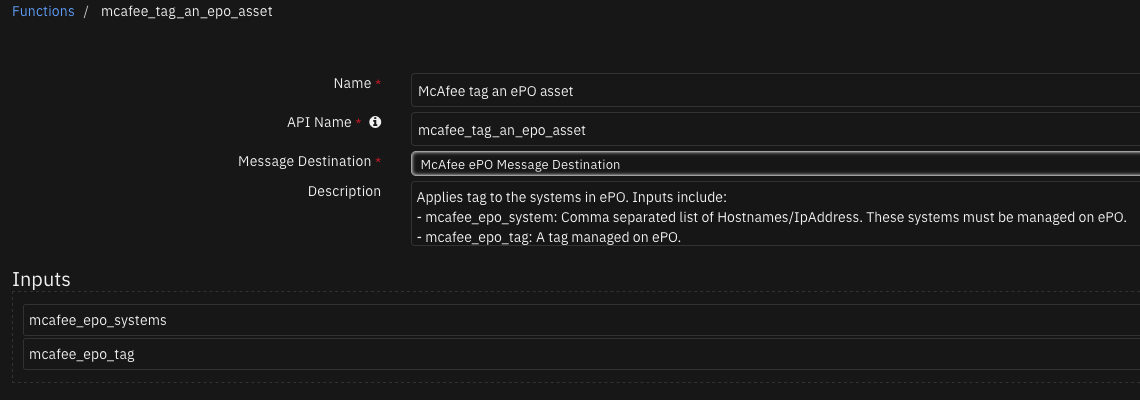 Functions / mcafee_tag_an_epo_asset
Name *
McAfee tag an ePO asset
API Name *
mcafee_tag_an_epo_asset
Message Destination *
McAfee ePO Message Destination
Description
Applies tag to the systems in ePO. Inputs include:
- mcafee_epo_system: Comma separated list of Hostnames/IpAddress. These systems must be managed on ePO.
- mcafee_epo_tag: A tag managed on ePO.
Inputs
mcafee_epo_systems
mcafee_epo_tag